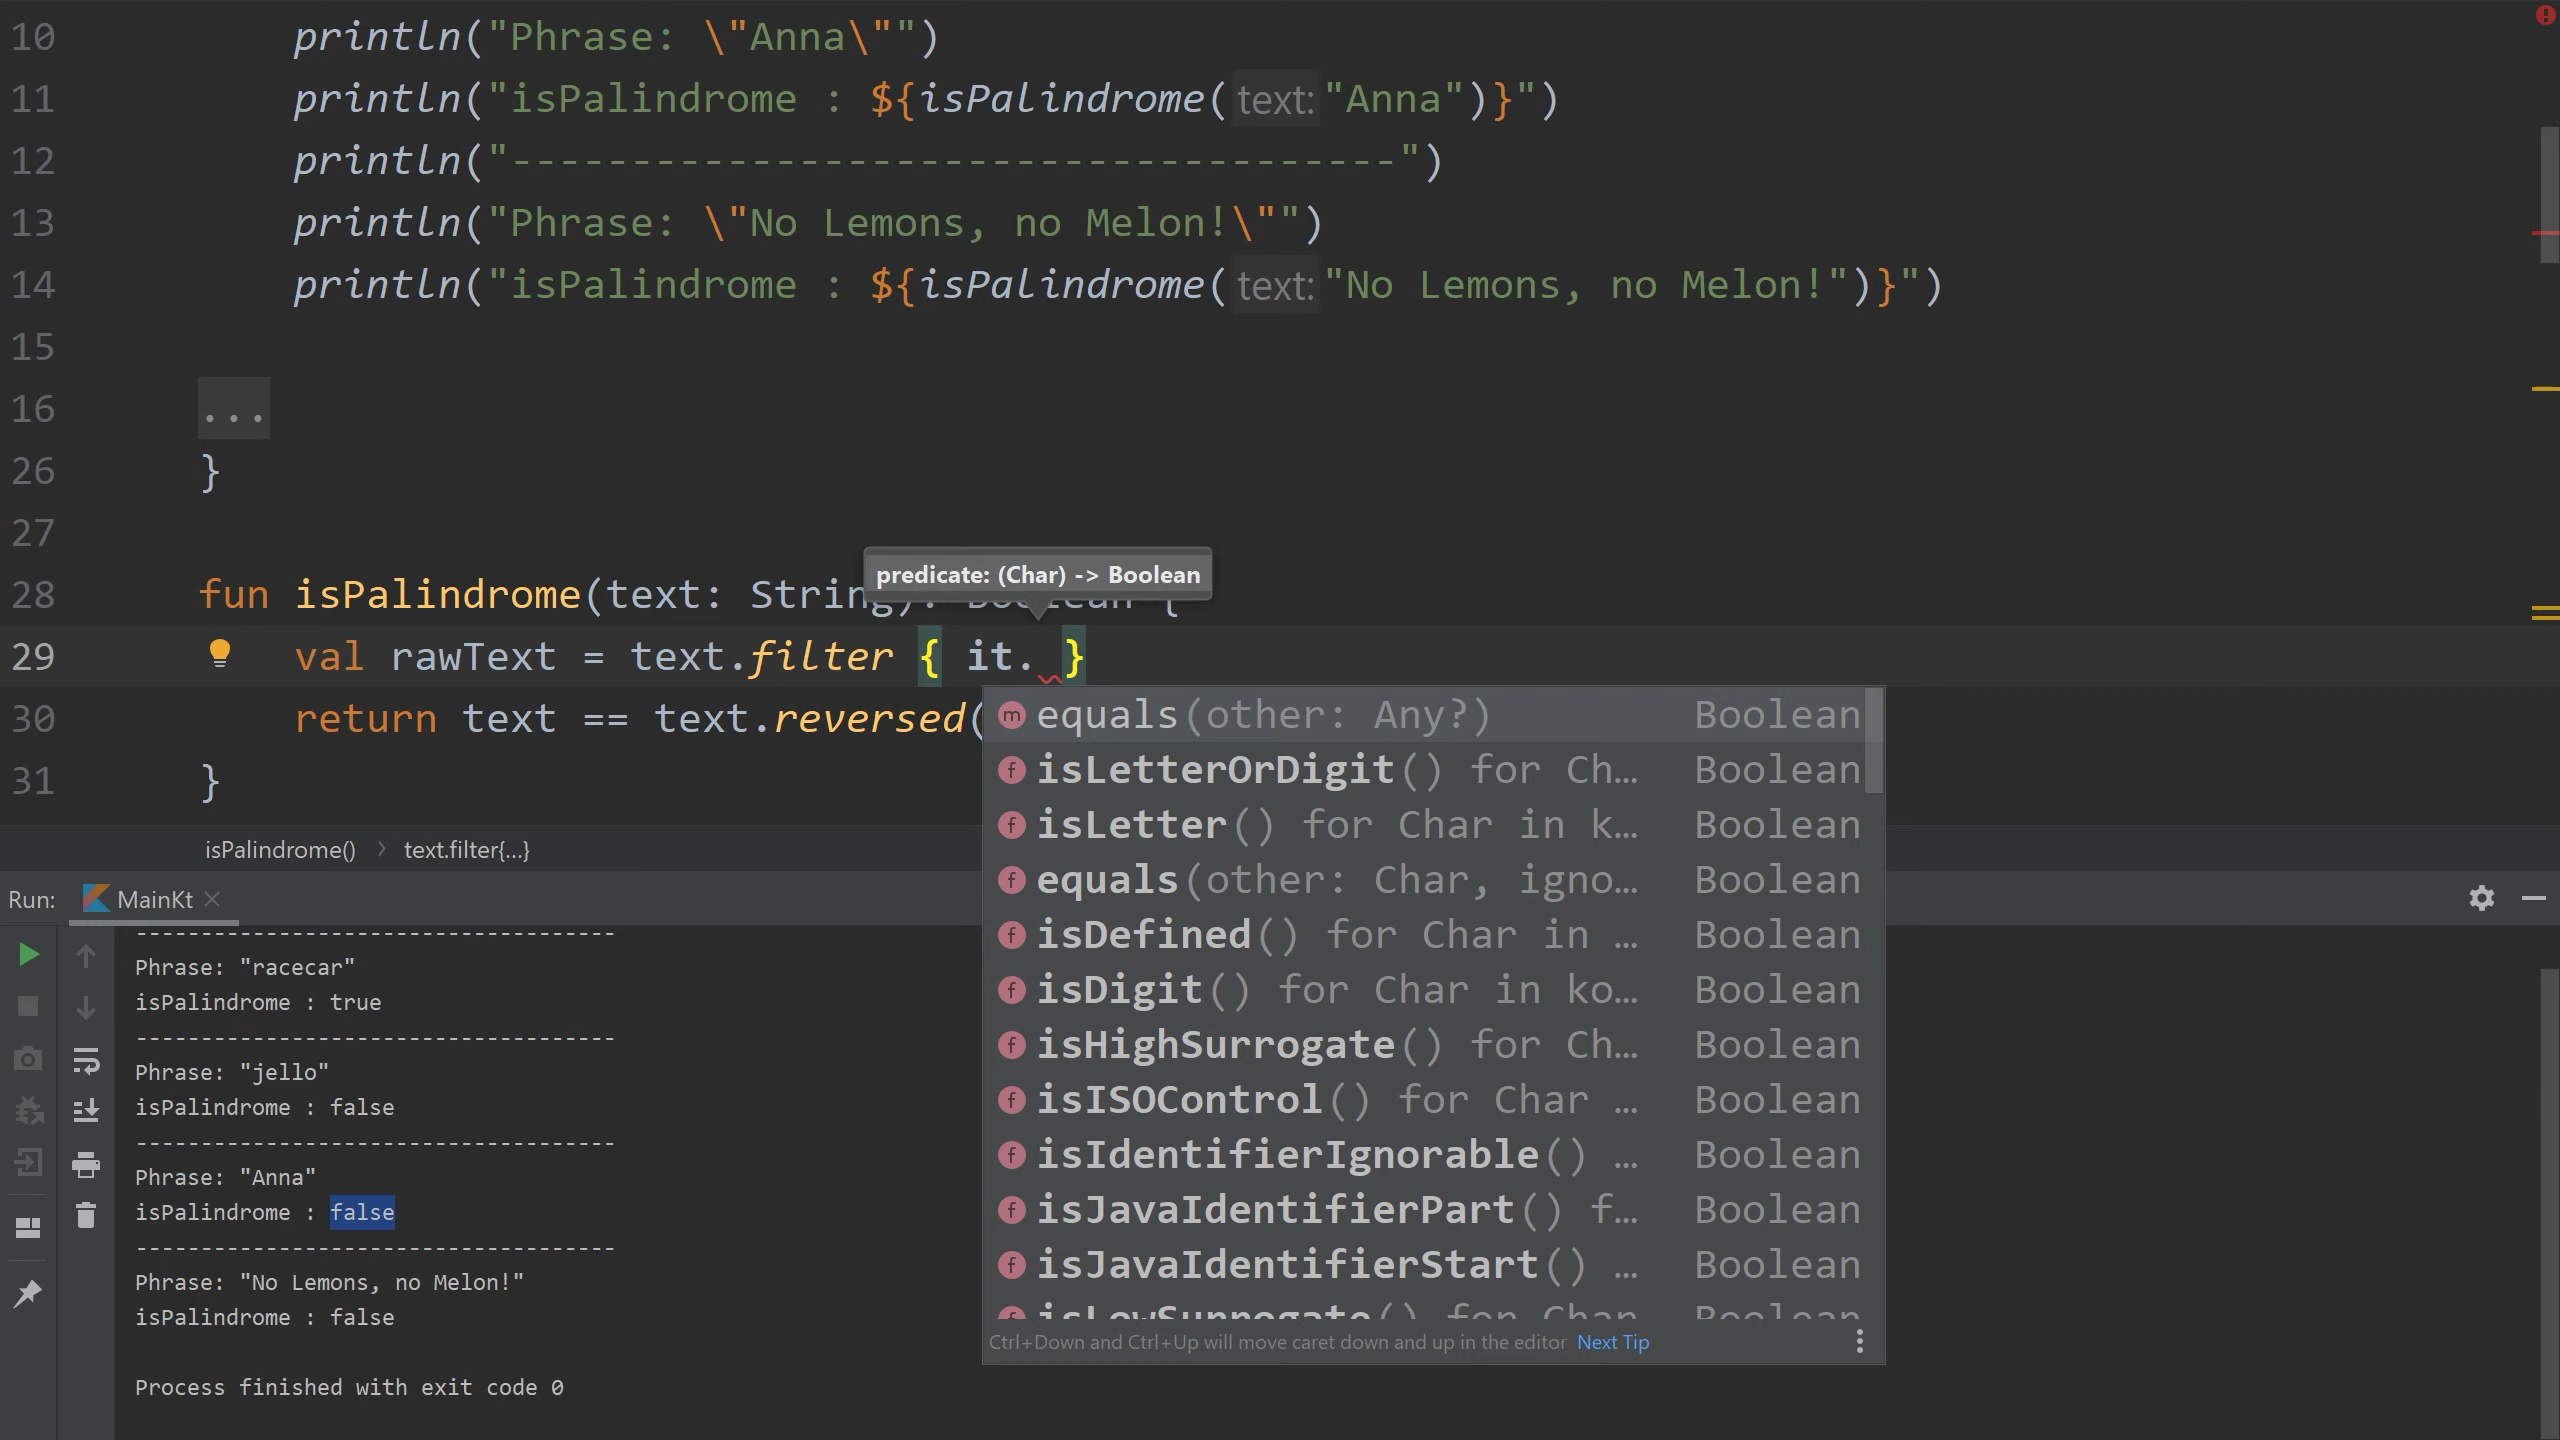 10 println("Phrase: \"Anna\"")
11 println("isPalindrome : ${isPalindrome( text: "Anna")}")
12 println("-------------------------------------")
13 println("Phrase: \"No Lemons, no Melon!\"")
14 println("isPalindrome : ${isPalindrome( text: "No Lemons, no Melon!")}")
15
16 ...
26 }
27
predicate: (Char) -> Boolean
28 fun isPalindrome(text: String): Boolean {
29 val rawText = text.filter { it. }
30 return text == text.reversed(
31 }
equals(other: Any?) Boolean
isLetterOrDigit() for Ch… Boolean
isLetter() for Char in k… Boolean
equals(other: Char, igno… Boolean
isDefined() for Char in … Boolean
isDigit() for Char in ko… Boolean
isHighSurrogate() for Ch… Boolean
isISOControl() for Char … Boolean
isIdentifierIgnorable() … Boolean
isJavaIdentifierPart() f… Boolean
isJavaIdentifierStart() … Boolean
isLowSurrogate() for Char Boolean
Ctrl+Down and Ctrl+Up will move caret down and up in the editor Next Tip
isPalindrome() > text.filter{...}
Run: MainKt
-------------------------------------
Phrase: "racecar"
isPalindrome : true
-------------------------------------
Phrase: "jello"
isPalindrome : false
-------------------------------------
Phrase: "Anna"
isPalindrome : false
-------------------------------------
Phrase: "No Lemons, no Melon!"
isPalindrome : false
Process finished with exit code 0